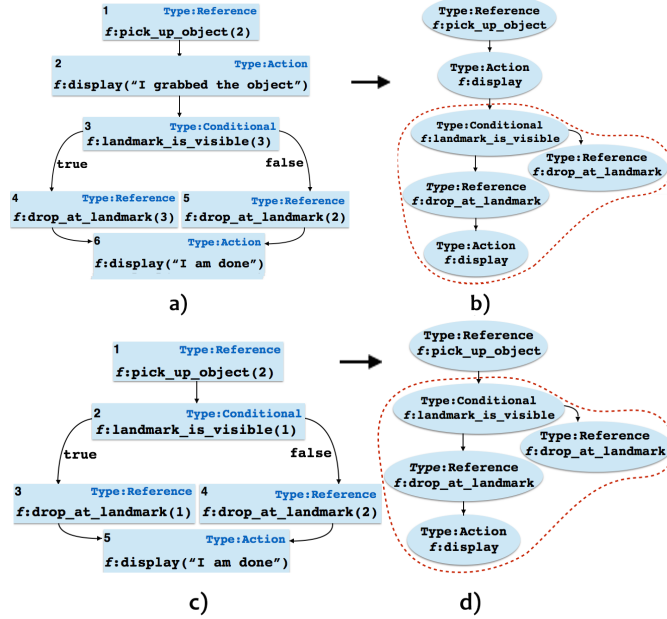 1 Type:Reference
f:pick_up_object(2)
2 Type:Action
f:display(“I grabbed the object”)
3 Type:Conditional
f:landmark_is_visible(3)
true
false
4 Type:Reference
f:drop_at_landmark(3)
5 Type:Reference
f:drop_at_landmark(2)
6 Type:Action
f:display(“I am done”)
a)
Type:Reference
f:pick_up_object
Type:Action
f:display
Type:Conditional
f:landmark_is_visible
Type:Reference
f:drop_at_landmark
Type:Reference
f:drop_at_landmark
Type:Action
f:display
b)
1 Type:Reference
f:pick_up_object(2)
2 Type:Conditional
f:landmark_is_visible(1)
true
false
3 Type:Reference
f:drop_at_landmark(1)
4 Type:Reference
f:drop_at_landmark(2)
5 Type:Action
f:display(“I am done”)
c)
Type:Reference
f:pick_up_object
Type:Conditional
f:landmark_is_visible
Type:Reference
f:drop_at_landmark
Type:Reference
f:drop_at_landmark
Type:Action
f:display
d)